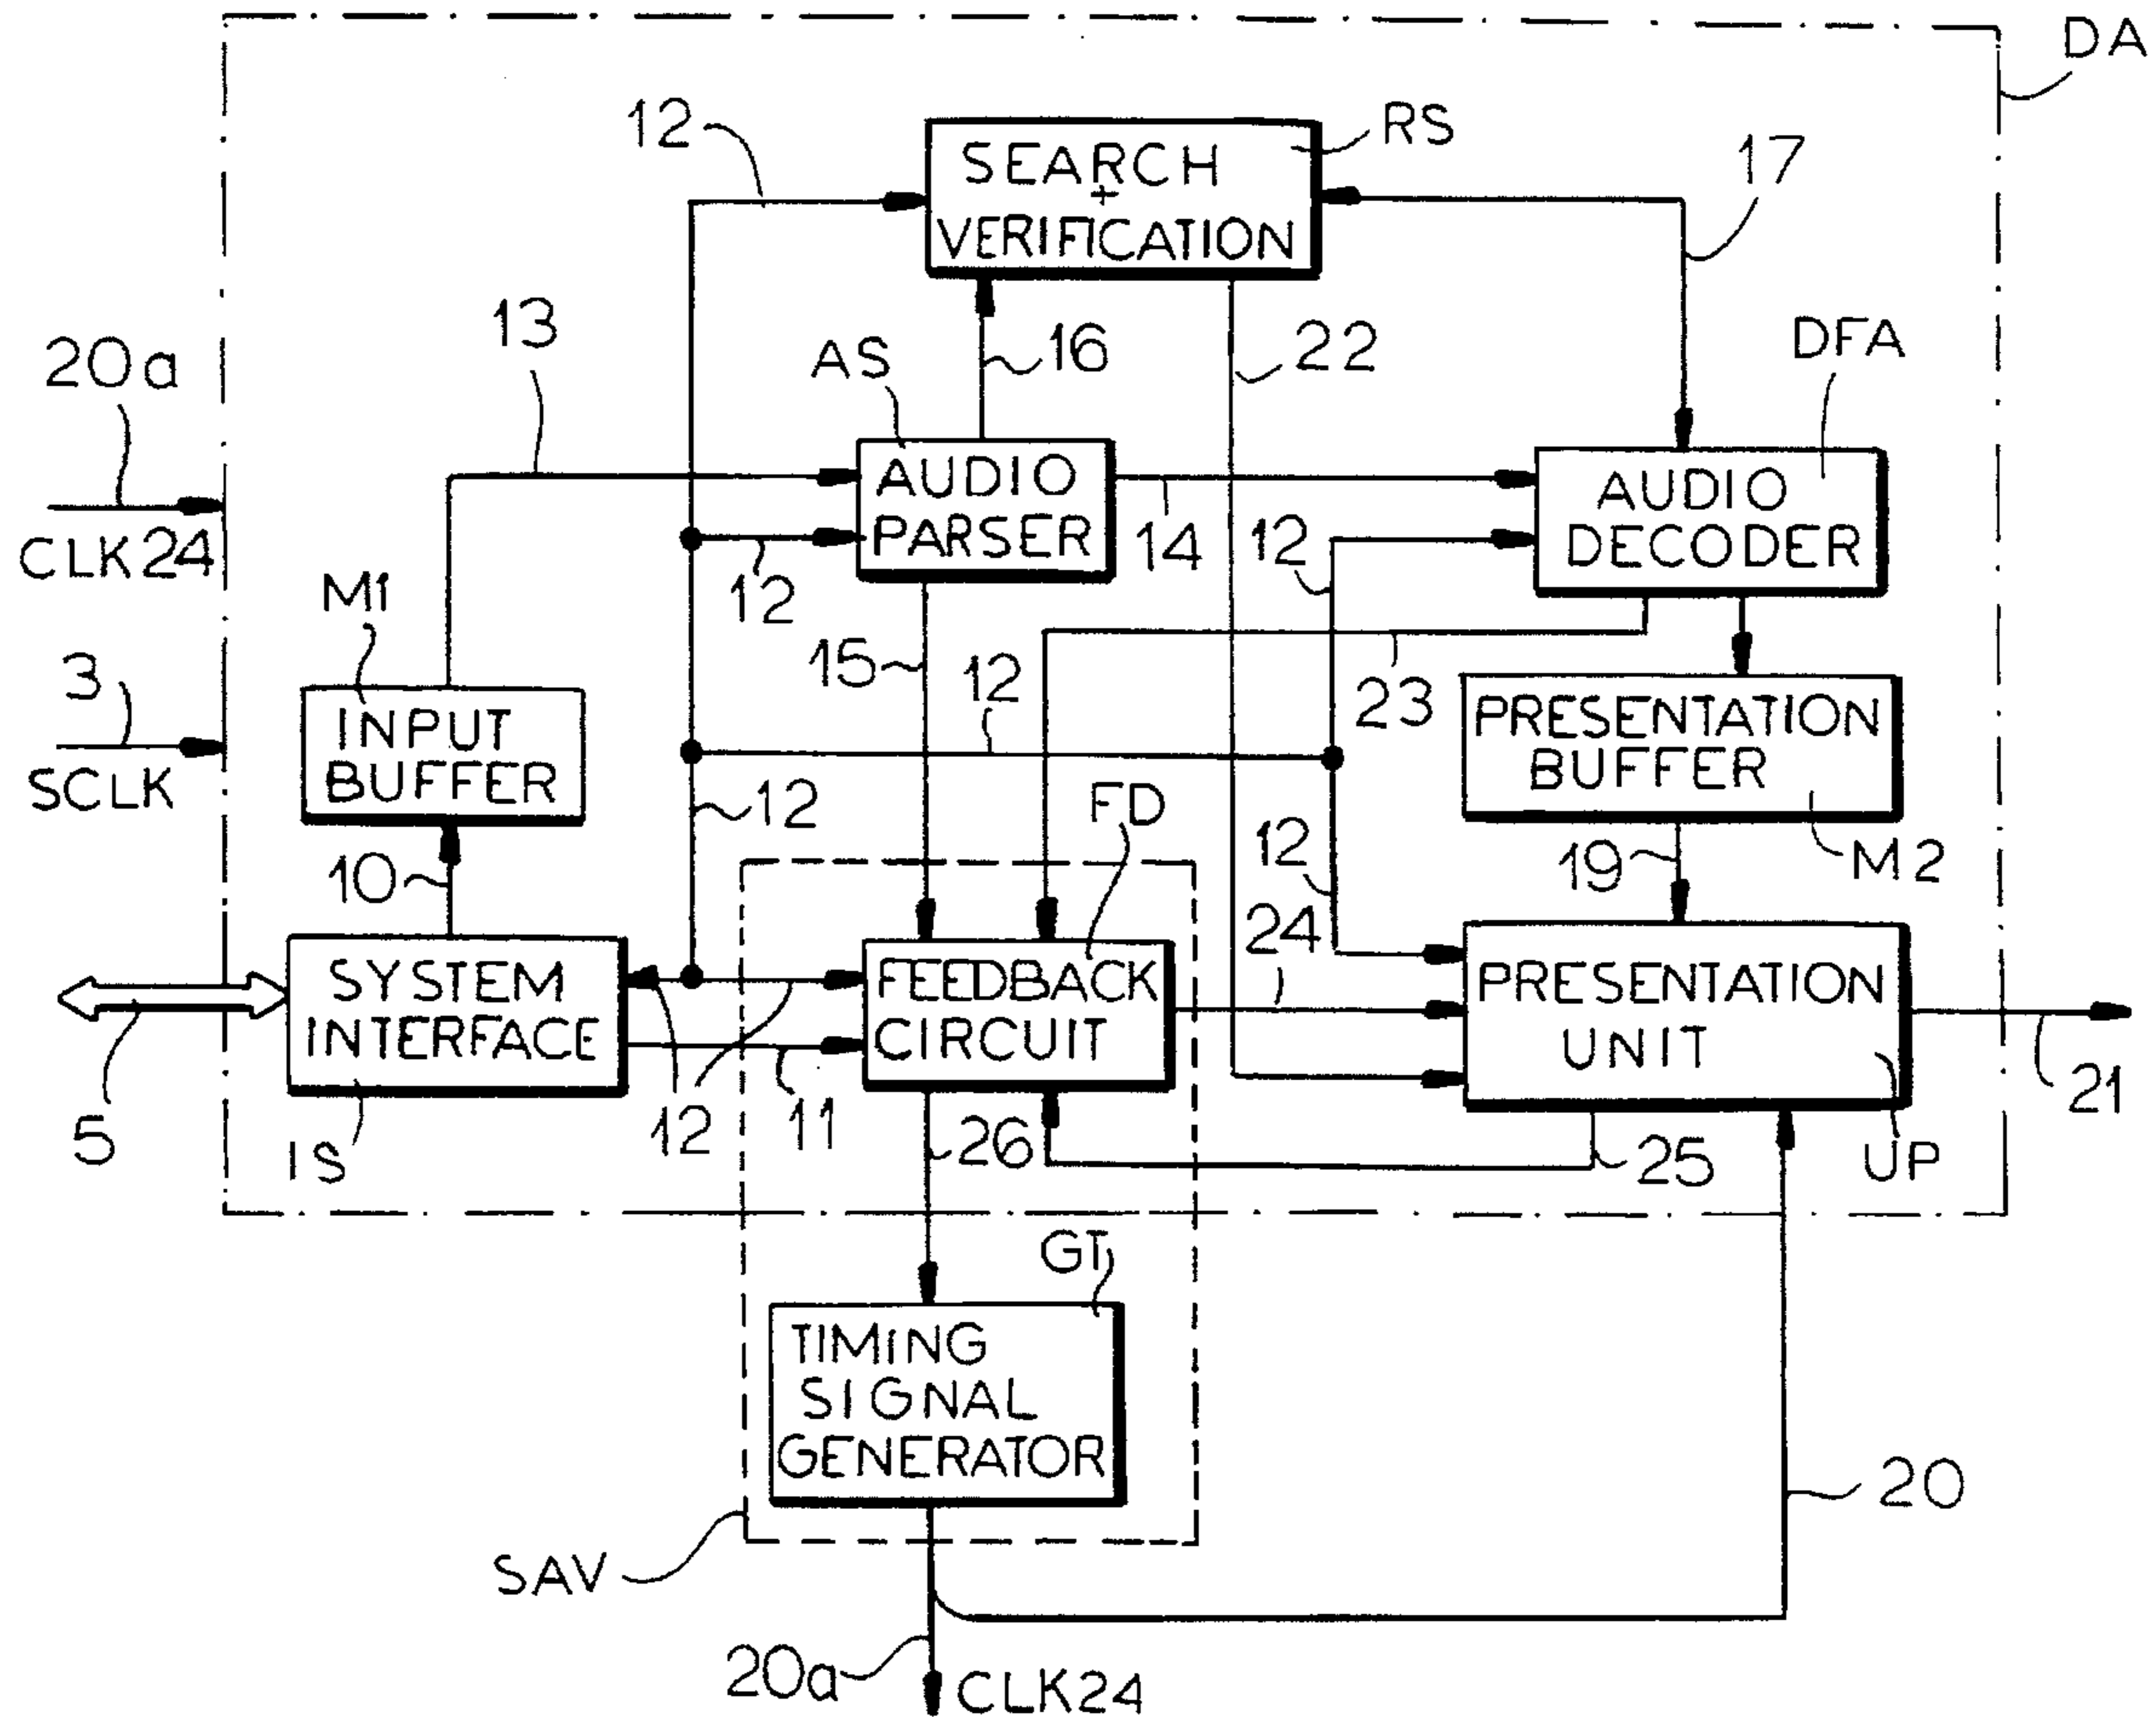 DA
12
SEARCH
+
VERIFICATION
RS
17
13
20a
AS
16
22
DFA
AUDIO
PARSER
AUDIO
DECODER
CLK24
14
12
M1
12
15
12
23
3
SCLK
INPUT
BUFFER
PRESENTATION
BUFFER
12
FD
12
10
19
M2
24
SYSTEM
INTERFACE
FEEDBACK
CIRCUIT
PRESENTATION
UNIT
5
IS
12
11
26
25
UP
21
GT
TIMING
SIGNAL
GENERATOR
20
SAV
20a
CLK24